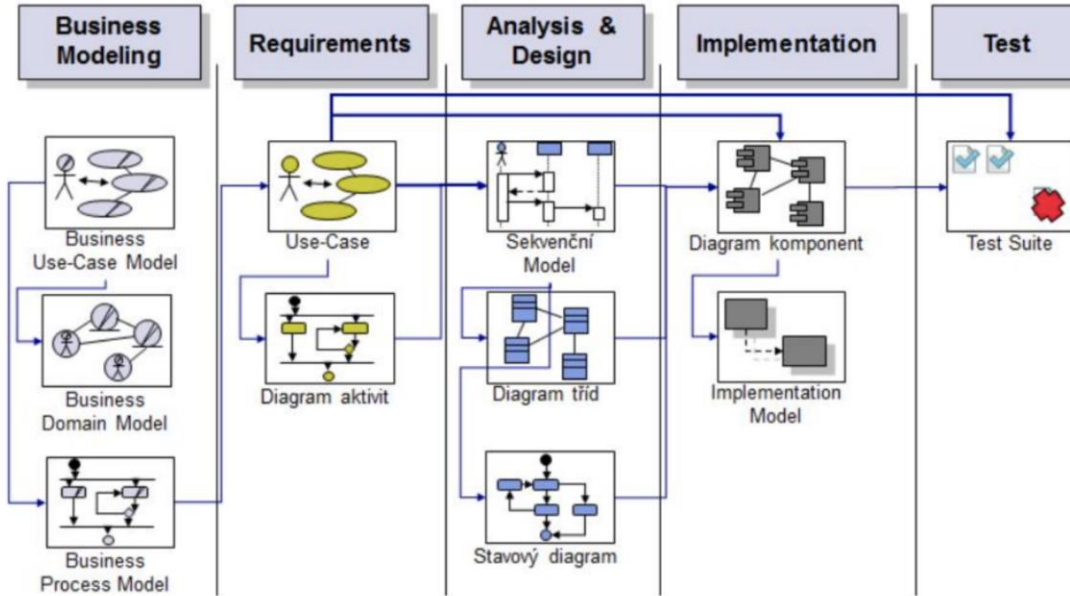 Business
Modeling
Requirements
Analysis &
Design
Implementation
Test
Business
Use-Case Model
Use-Case
Sekvenční
Model
Diagram komponent
Test Suite
Business
Domain Model
Diagram aktivit
Diagram tříd
Implementation
Model
Business
Process Model
Stavový diagram